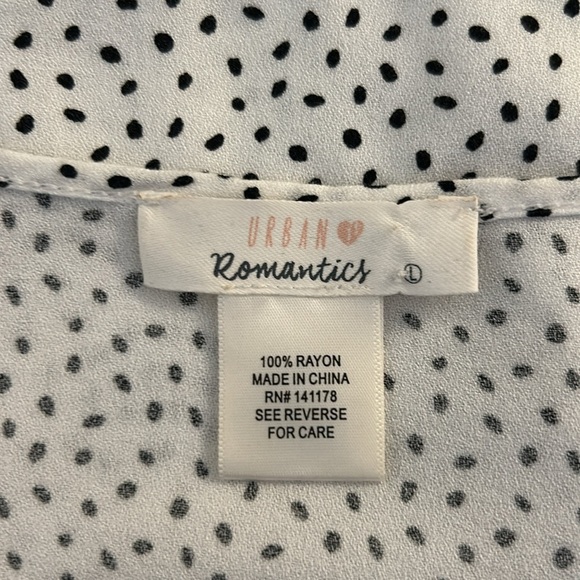 URBAN
Romantics L
100% RAYON
MADE IN CHINA
RN# 141178
SEE REVERSE
FOR CARE